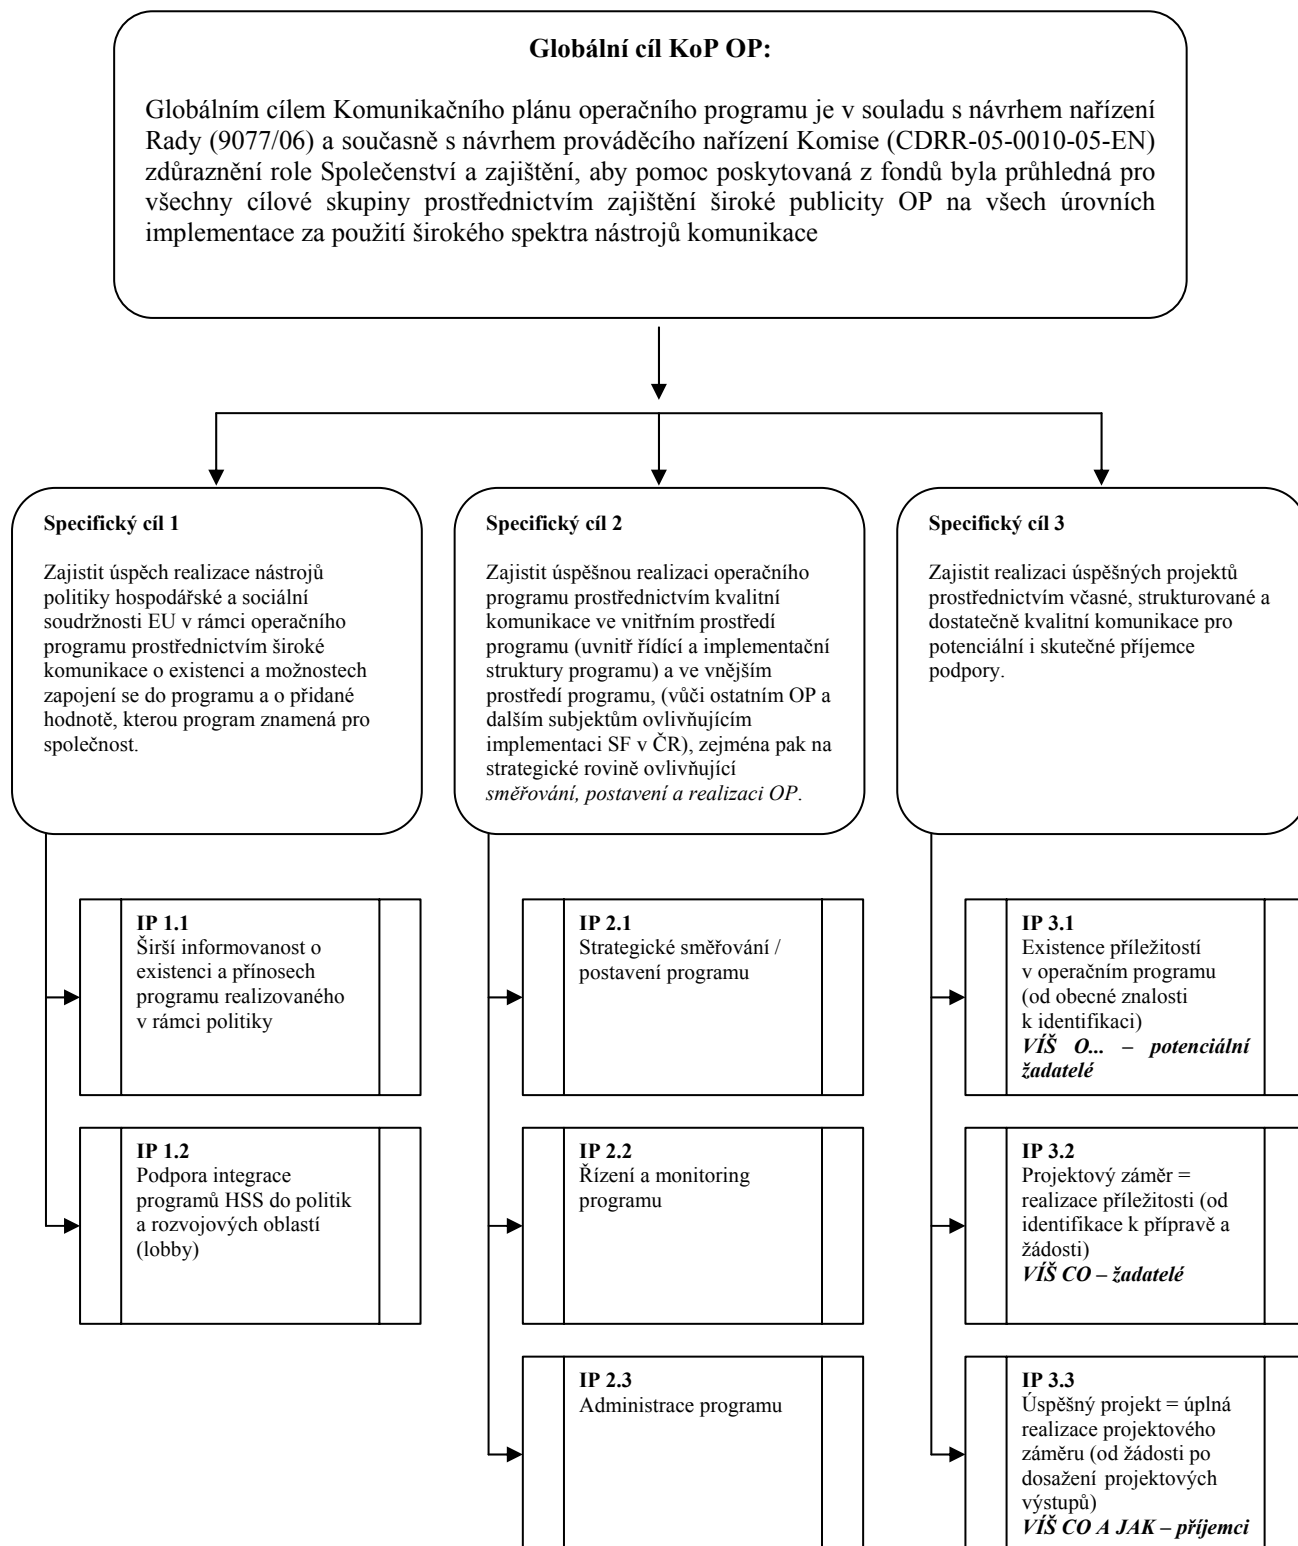 Globální cíl KoP OP:
Globálním cílem Komunikačního plánu operačního programu je v souladu s návrhem nařízení
Rady (9077/06) a současně s návrhem prováděcího nařízení Komise (CDRR-05-0010-05-EN)
zdůraznění role Společenství a zajištění, aby pomoc poskytovaná z fondů byla průhledná pro
všechny cílové skupiny prostřednictvím zajištění široké publicity OP na všech úrovních
implementace za použití širokého spektra nástrojů komunikace
Specifický cíl 1
Zajistit úspěch realizace nástrojů
politiky hospodářské a sociální
soudržnosti EU v rámci operačního
programu prostřednictvím široké
komunikace o existenci a možnostech
zapojení se do programu a o přidané
hodnotě, kterou program znamená pro
společnost.
Specifický cíl 2
Zajistit úspěšnou realizaci operačního
programu prostřednictvím kvalitní
komunikace ve vnitřním prostředí
programu (uvnitř řídící a implementační
struktury programu) a ve vnějším
prostředí programu, (vůči ostatním OP a
dalším subjektům ovlivňujícím
implementaci SF v ČR), zejména pak na
strategické rovině ovlivňující
směřování, postavení a realizaci OP.
Specifický cíl 3
Zajistit realizaci úspěšných projektů
prostřednictvím včasné, strukturované a
dostatečně kvalitní komunikace pro
potenciální i skutečné příjemce
podpory.
IP 1.1
Širší informovanost o
existenci a přínosech
programu realizovaného
v rámci politiky
IP 1.2
Podpora integrace
programů HSS do politik
a rozvojových oblastí
(lobby)
IP 2.1
Strategické směřování /
postavení programu
IP 2.2
Řízení a monitoring
programu
IP 2.3
Administrace programu
IP 3.1
Existence příležitostí
v operačním programu
(od obecné znalosti
k identifikaci)
VÍŠ O... – potenciální
žadatelé
IP 3.2
Projektový záměr =
realizace příležitosti (od
identifikace k přípravě a
žádosti)
VÍŠ CO – žadatelé
IP 3.3
Úspěšný projekt = úplná
realizace projektového
záměru (od žádosti po
dosažení projektových
výstupů)
VÍŠ CO A JAK – příjemci